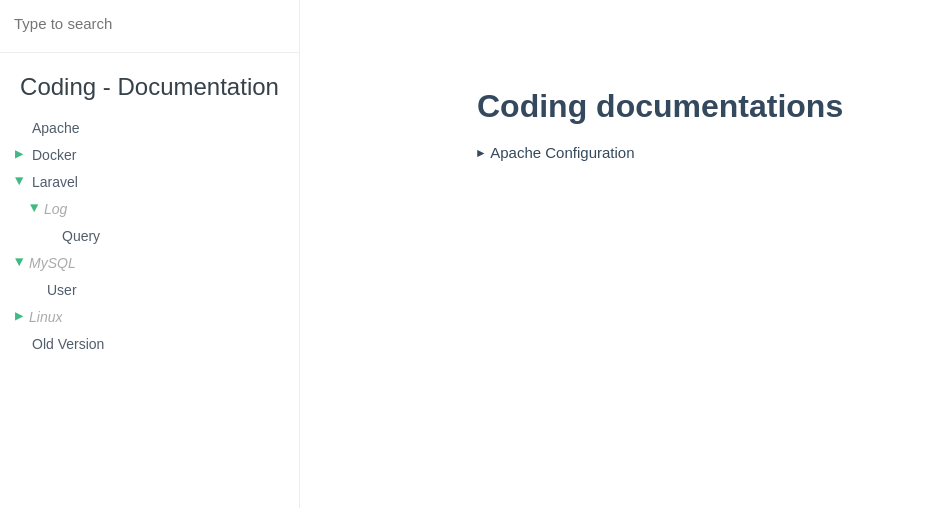 Type to search
Coding - Documentation
Apache
Docker
Laravel
Log
Query
MySQL
User
Linux
Old Version
Coding documentations
Apache Configuration